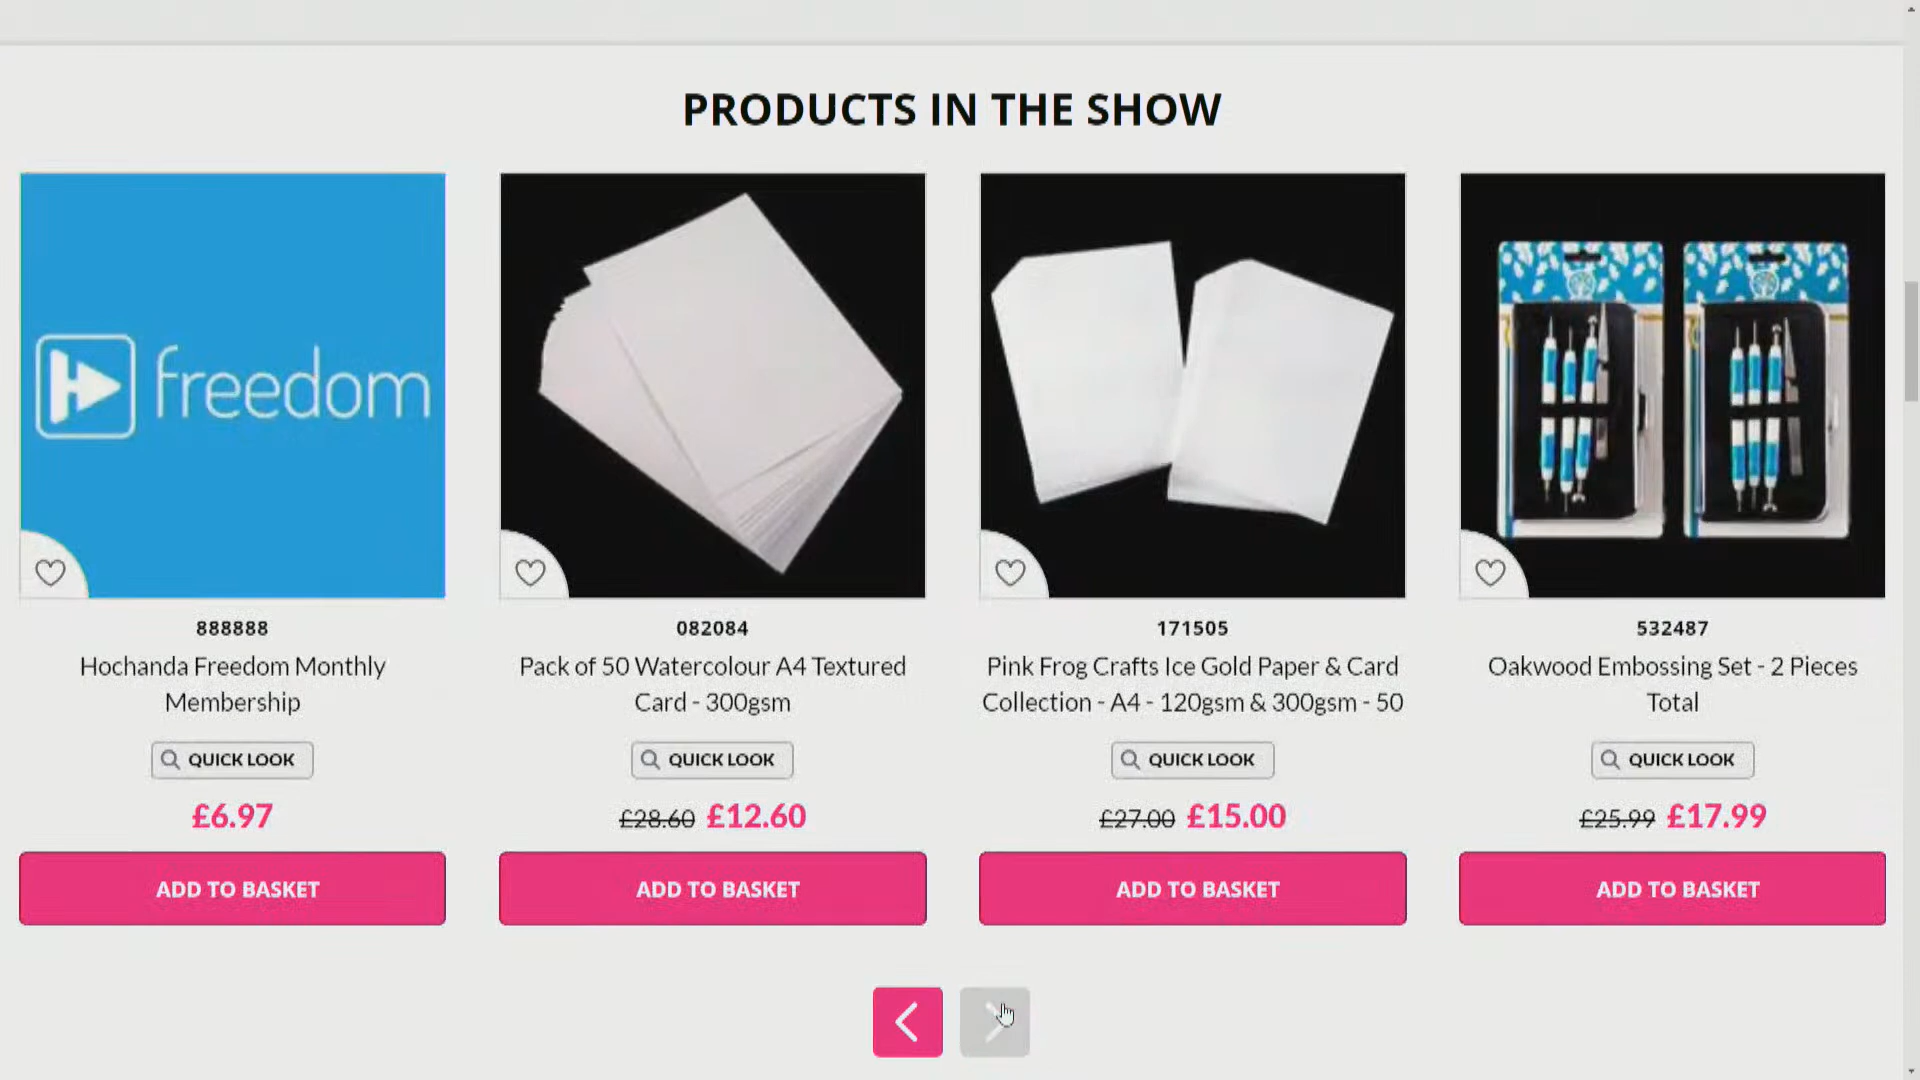 PRODUCTS IN THE SHOW
freedom
888888
Hochanda Freedom Monthly
Membership
QUICK LOOK
£6.97
ADD TO BASKET
082084
Pack of 50 Watercolour A4 Textured
Card - 300gsm
QUICK LOOK
£28.60 £12.60
ADD TO BASKET
171505
Pink Frog Crafts Ice Gold Paper & Card
Collection - A4 - 120gsm & 300gsm - 50
QUICK LOOK
£27.00 £15.00
ADD TO BASKET
532487
Oakwood Embossing Set - 2 Pieces
Total
QUICK LOOK
£25.99 £17.99
ADD TO BASKET